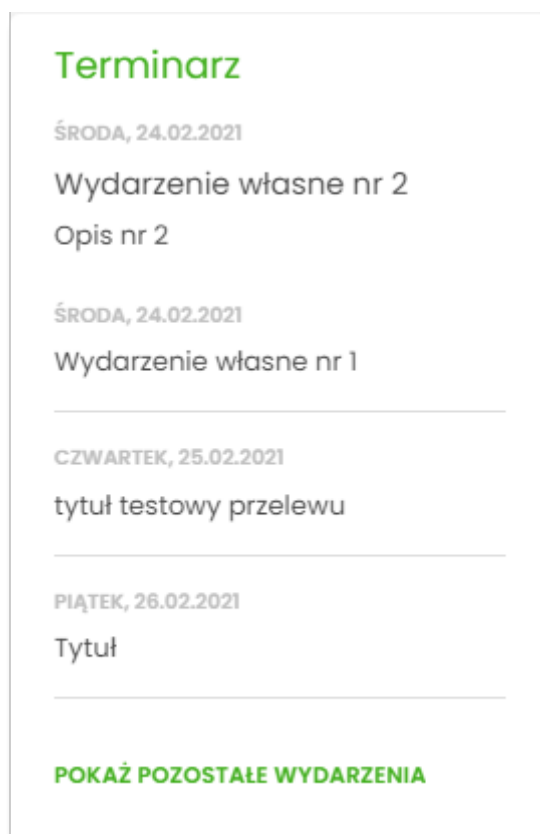 Terminarz
ŚRODA, 24.02.2021
Wydarzenie własne nr 2
Opis nr 2
ŚRODA, 24.02.2021
Wydarzenie własne nr 1
CZWARTEK, 25.02.2021
tytuł testowy przelewu
PIĄTEK, 26.02.2021
Tytuł
POKAŻ POZOSTAŁE WYDARZENIA